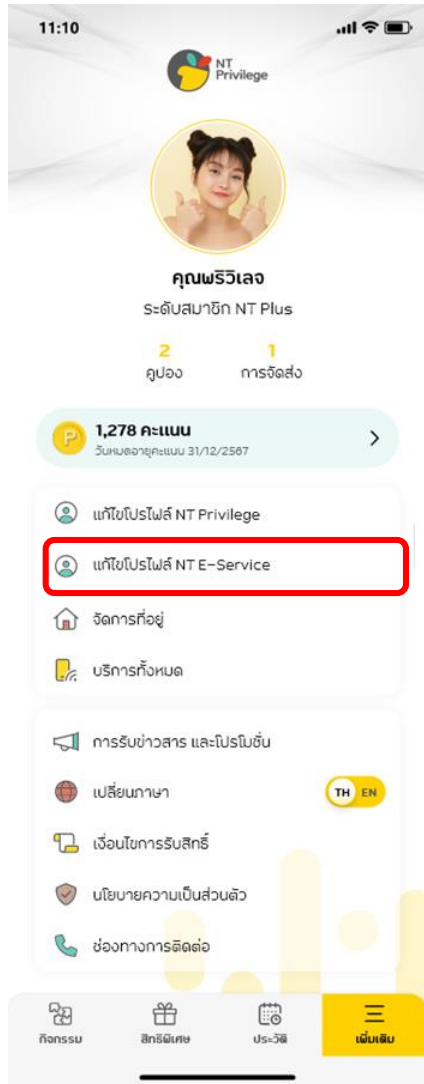 11:10
NT
Privilege
คุณพริวิเลจ
ระดับสมาชิก NT Plus
2 1
คูปอง การจัดส่ง
P 1,278 คะแนน
วันหมดอายุคะแนน 31/12/2567
แก้ไขโปรไฟล์ NT Privilege
แก้ไขโปรไฟล์ NT E-Service
จัดการที่อยู่
บริการทั้งหมด
การรับข่าวสาร และโปรโมชั่น
เปลี่ยนภาษา TH EN
เงื่อนไขการรับสิทธิ์
นโยบายความเป็นส่วนตัว
ช่องทางการติดต่อ
กิจกรรม สิทธิพิเศษ ประวัติ เพิ่มเติม